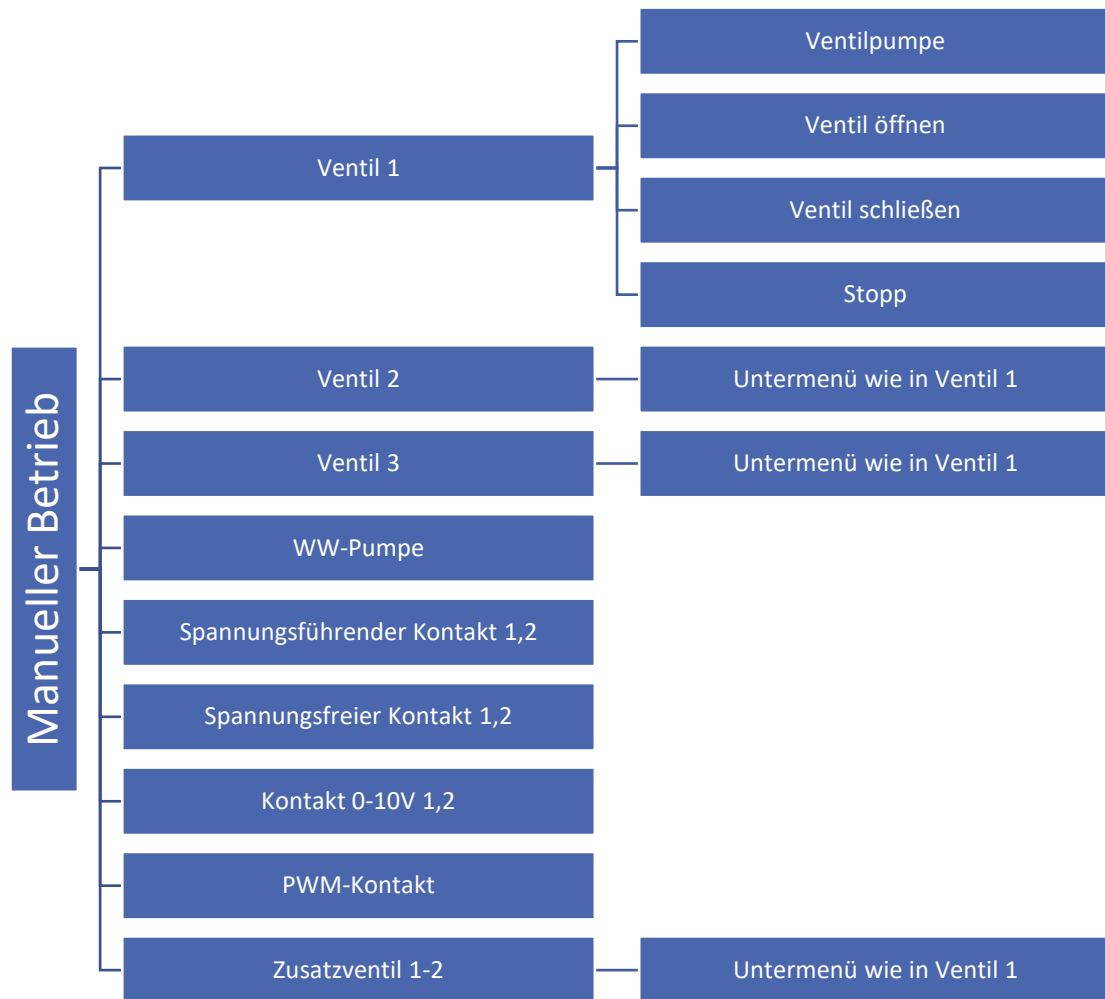 Manueller Betrieb
Ventil 1
Ventilpumpe
Ventil öffnen
Ventil schließen
Stopp
Ventil 2
Untermenü wie in Ventil 1
Ventil 3
Untermenü wie in Ventil 1
WW-Pumpe
Spannungsführender Kontakt 1,2
Spannungsfreier Kontakt 1,2
Kontakt 0-10V 1,2
PWM-Kontakt
Zusatzventil 1-2
Untermenü wie in Ventil 1